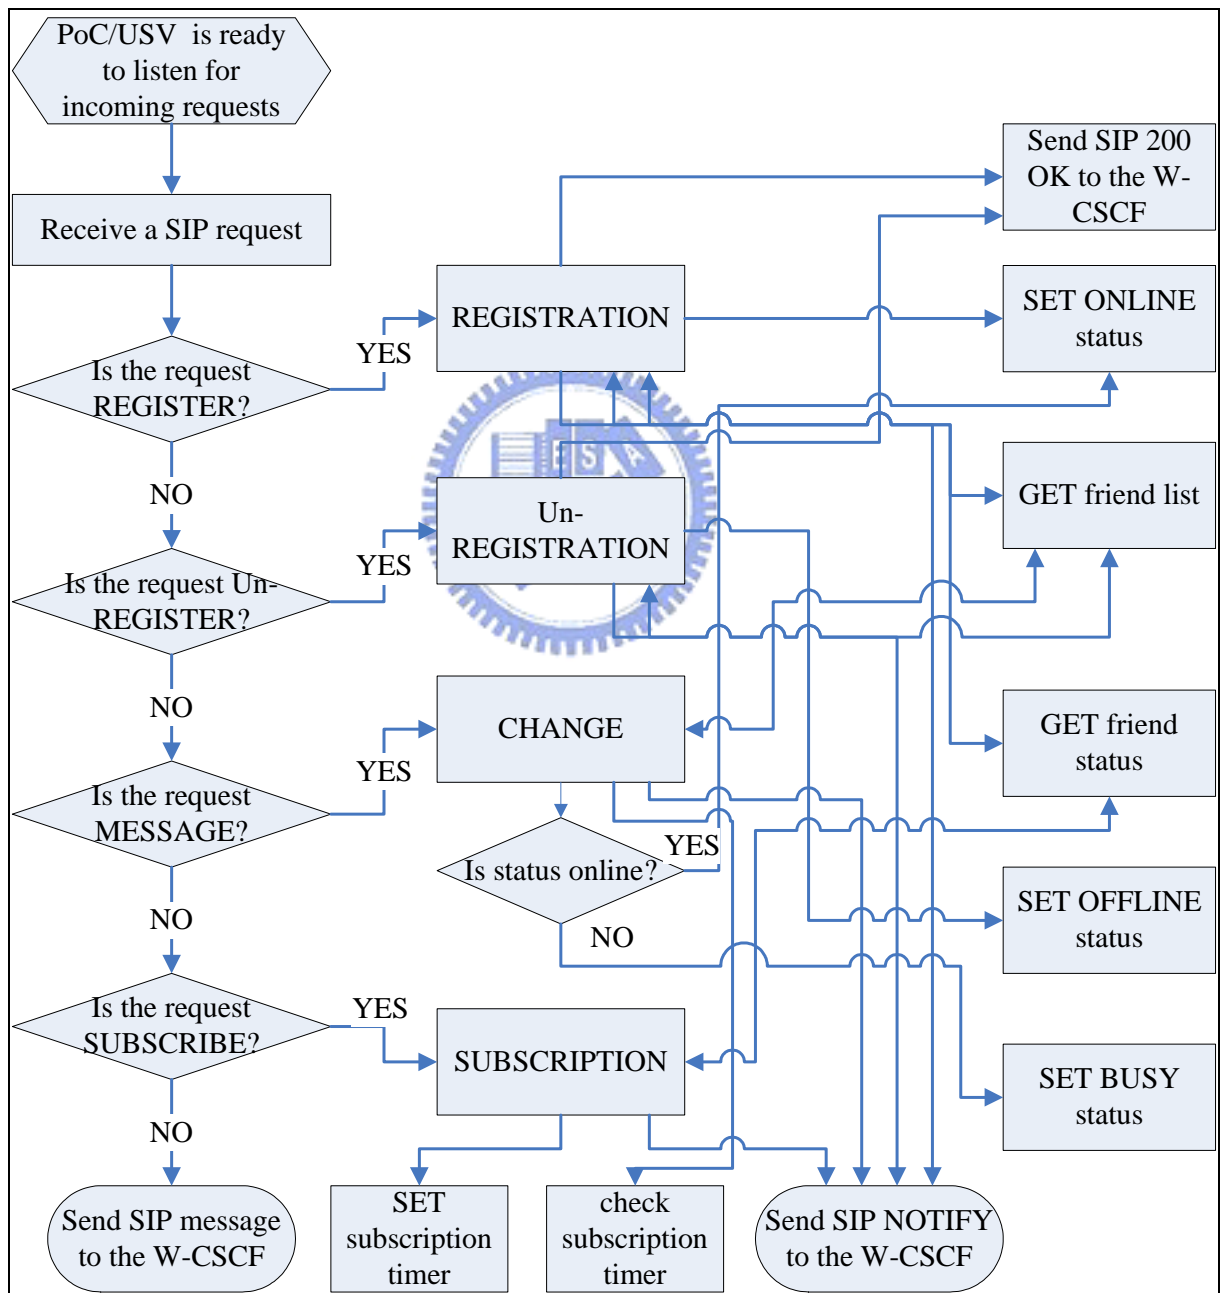 PoC/USV is ready
to listen for
incoming requests
Receive a SIP request
Is the request
REGISTER?
YES
NO
Is the request Un-
REGISTER?
YES
NO
Is the request
MESSAGE?
YES
NO
Is the request
SUBSCRIBE?
YES
NO
Send SIP message
to the W-CSCF
REGISTRATION
Un-
REGISTRATION
CHANGE
Is status online?
YES
NO
SUBSCRIPTION
SET
subscription
timer
check
subscription
timer
Send SIP NOTIFY
to the W-CSCF
Send SIP 200
OK to the W-
CSCF
SET ONLINE
status
GET friend list
GET friend
status
SET OFFLINE
status
SET BUSY
status
ESA